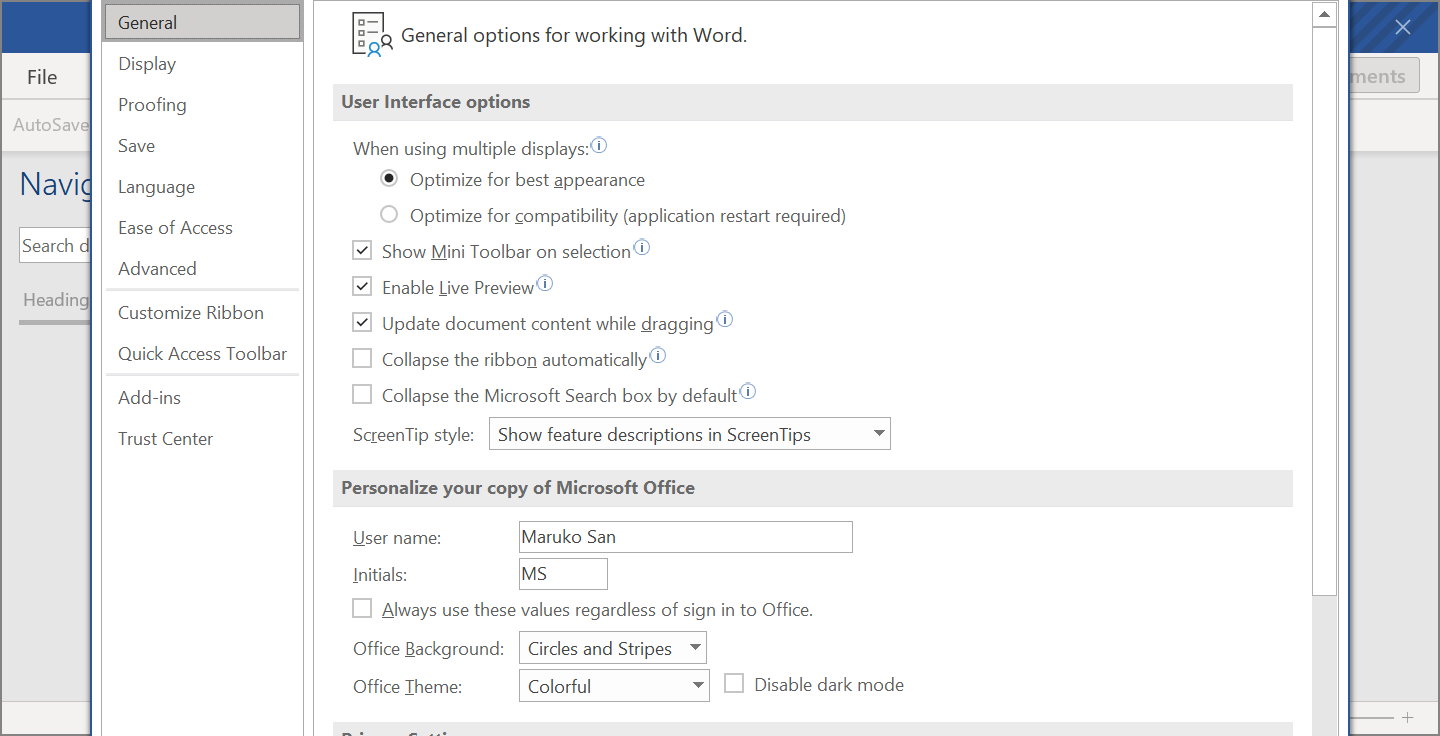 General
Display
Proofing
Save
Language
Ease of Access
Advanced
Customize Ribbon
Quick Access Toolbar
Add-ins
Trust Center
General options for working with Word.
User Interface options
When using multiple displays:
Optimize for best appearance
Optimize for compatibility (application restart required)
Show Mini Toolbar on selection
Enable Live Preview
Update document content while dragging
Collapse the ribbon automatically
Collapse the Microsoft Search box by default
ScreenTip style: Show feature descriptions in ScreenTips
Personalize your copy of Microsoft Office
User name: Maruko San
Initials: MS
Always use these values regardless of sign in to Office.
Office Background: Circles and Stripes
Office Theme: Colorful Disable dark mode
File
AutoSave
Search
Heading